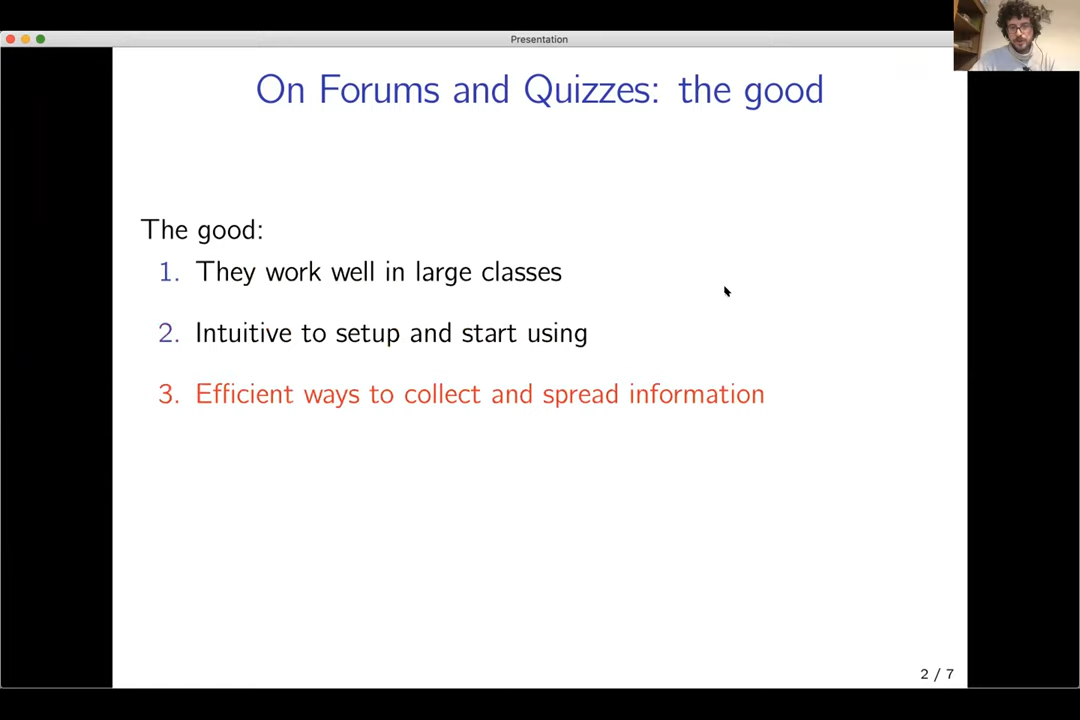 Presentation
On Forums and Quizzes: the good
The good:
1. They work well in large classes
2. Intuitive to setup and start using
3. Efficient ways to collect and spread information
2 / 7